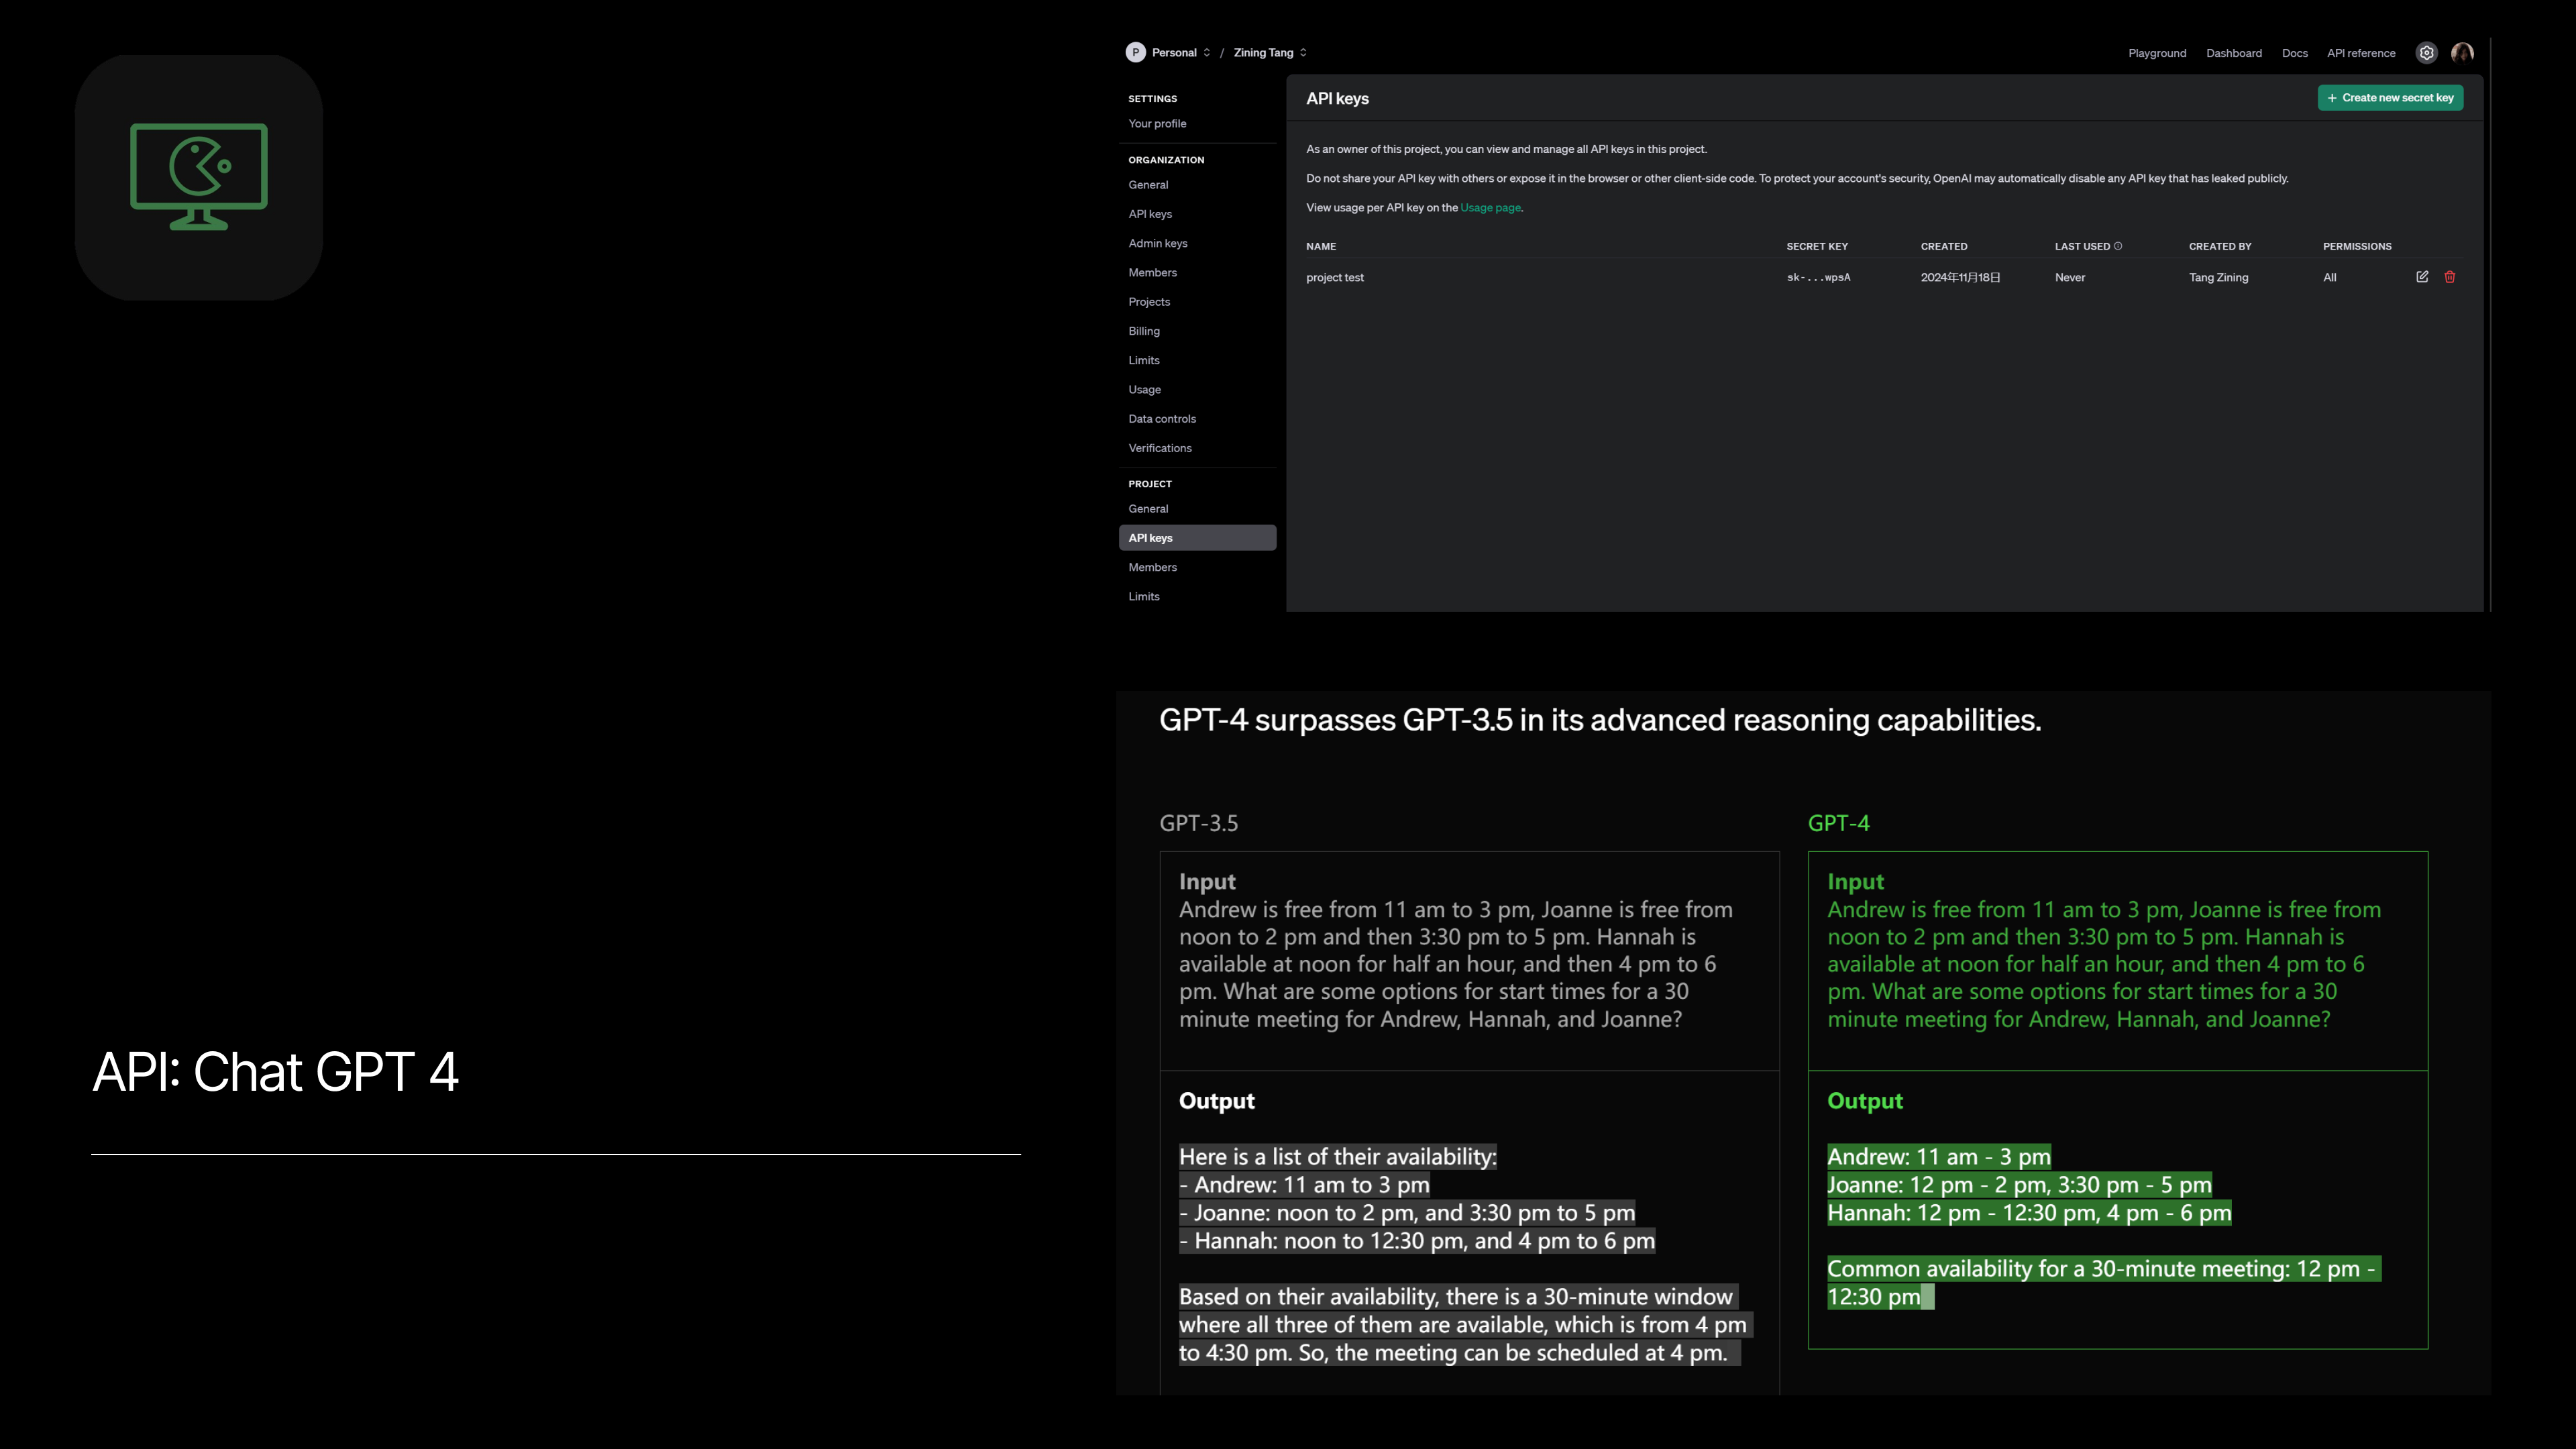 P Personal / Zining Tang
Playground Dashboard Docs API reference
SETTINGS
Your profile
ORGANIZATION
General
API keys
Admin keys
Members
Projects
Billing
Limits
Usage
Data controls
Verifications
PROJECT
General
API keys
Members
Limits
API keys
+ Create new secret key
As an owner of this project, you can view and manage all API keys in this project.
Do not share your API key with others or expose it in the browser or other client-side code. To protect your account's security, OpenAI may automatically disable any API key that has leaked publicly.
View usage per API key on the Usage page.
NAME SECRET KEY CREATED LAST USED CREATED BY PERMISSIONS
project test sk-...wpsA 2024年11月18日 Never Tang Zining All
API: Chat GPT 4
GPT-4 surpasses GPT-3.5 in its advanced reasoning capabilities.
GPT-3.5
Input
Andrew is free from 11 am to 3 pm, Joanne is free from
noon to 2 pm and then 3:30 pm to 5 pm. Hannah is
available at noon for half an hour, and then 4 pm to 6
pm. What are some options for start times for a 30
minute meeting for Andrew, Hannah, and Joanne?
Output
Here is a list of their availability:
- Andrew: 11 am to 3 pm
- Joanne: noon to 2 pm, and 3:30 pm to 5 pm
- Hannah: noon to 12:30 pm, and 4 pm to 6 pm
Based on their availability, there is a 30-minute window
where all three of them are available, which is from 4 pm
to 4:30 pm. So, the meeting can be scheduled at 4 pm.
GPT-4
Input
Andrew is free from 11 am to 3 pm, Joanne is free from
noon to 2 pm and then 3:30 pm to 5 pm. Hannah is
available at noon for half an hour, and then 4 pm to 6
pm. What are some options for start times for a 30
minute meeting for Andrew, Hannah, and Joanne?
Output
Andrew: 11 am - 3 pm
Joanne: 12 pm - 2 pm, 3:30 pm - 5 pm
Hannah: 12 pm - 12:30 pm, 4 pm - 6 pm
Common availability for a 30-minute meeting: 12 pm -
12:30 pm